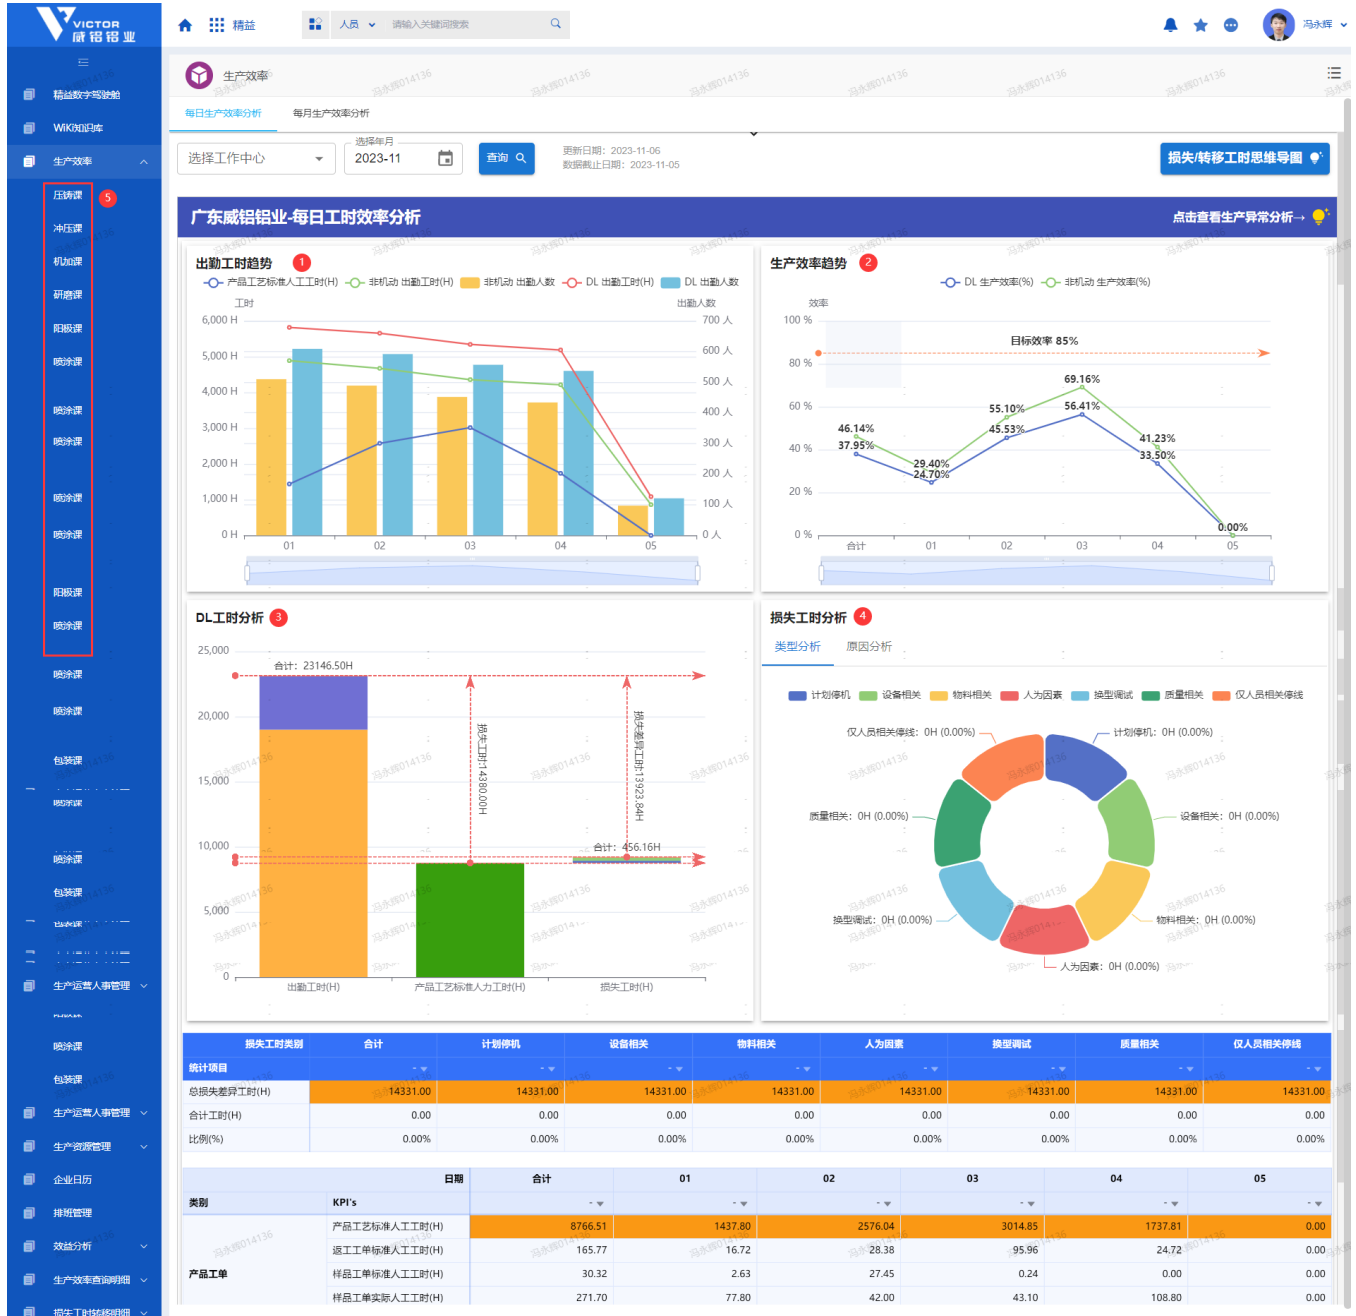 VICTOR
威铝铝业
精益
人员
请输入关键词搜索
冯永辉
精益数字驾驶舱
WiKi知识库
生产效率
压铸课
冲压课
机加课
研磨课
阳极课
喷涂课
喷涂课
喷涂课
喷涂课
喷涂课
阳极课
喷涂课
喷涂课
喷涂课
包装课
喷涂课
喷涂课
包装课
包装课
生产运营人事管理
喷涂课
包装课
生产运营人事管理
生产资源管理
企业日历
排班管理
效益分析
生产效率查询明细
损失工时转移明细
5
生产效率
每日生产效率分析
每月生产效率分析
选择工作中心
选择年月
2023-11
查询
更新日期：2023-11-06
数据截止日期：2023-11-05
损失/转移工时思维导图
广东威铝铝业-每日工时效率分析
点击查看生产异常分析→
出勤工时趋势 1
产品工艺标准人工工时(H) 非机动 出勤工时(H) 非机动 出勤人数 DL 出勤工时(H) DL 出勤人数
工时 出勤人数
6,000 H 700 人
5,000 H 600 人
4,000 H 500 人
3,000 H 400 人
2,000 H 300 人
1,000 H 200 人
0 H 100 人
0 人
01 02 03 04 05
生产效率趋势 2
DL 生产效率(%) 非机动 生产效率(%)
效率
100 %
80 %
60 %
40 %
20 %
0 %
目标效率 85%
46.14% 29.40% 55.10% 69.16% 41.23% 0.00%
37.95% 24.70% 45.53% 56.41% 33.50%
合计 01 02 03 04 05
DL工时分析 3
25,000
20,000
15,000
10,000
5,000
0
合计：23146.50H
损失工时:14380.00H
损失差异工时:13923.84H
合计：456.16H
出勤工时(H) 产品工艺标准人力工时(H) 损失工时(H)
损失工时分析 4
类型分析 原因分析
计划停机 设备相关 物料相关 人为因素 换型调试 质量相关 仅人员相关停线
仅人员相关停线：0H (0.00%)
计划停机：0H (0.00%)
质量相关：0H (0.00%)
设备相关：0H (0.00%)
换型调试：0H (0.00%)
物料相关：0H (0.00%)
人为因素：0H (0.00%)
损失工时类别 合计 计划停机 设备相关 物料相关 人为因素 换型调试 质量相关 仅人员相关停线
统计项目 - - - - - - - -
总损失差异工时(H) 14331.00 14331.00 14331.00 14331.00 14331.00 14331.00 14331.00 14331.00
合计工时(H) 0.00 0.00 0.00 0.00 0.00 0.00 0.00 0.00
比例(%) 0.00% 0.00% 0.00% 0.00% 0.00% 0.00% 0.00% 0.00%
日期 合计 01 02 03 04 05
类别 KPI's - - - - - -
产品工艺标准人工工时(H) 8766.51 1437.80 2576.04 3014.85 1737.81 0.00
返工工单标准人工工时(H) 165.77 16.72 28.38 95.96 24.72 0.00
产品工单 样品工单标准人工工时(H) 30.32 2.63 27.45 0.24 0.00 0.00
样品工单实际人工工时(H) 271.70 77.80 42.00 43.10 108.80 0.00
冯永辉014136